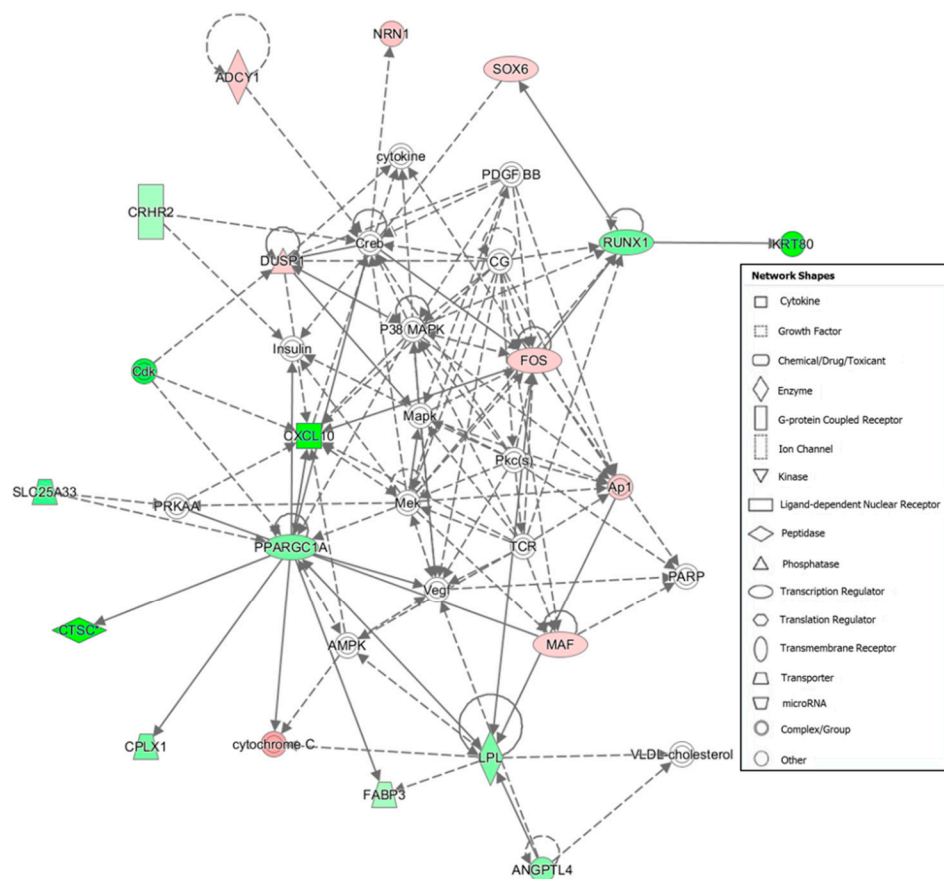 NRN1
SOX6
ADCY1
cytokine
PDGF BB
CRHR2
Creb
RUNX1
KRT80
DUSP1
CG
P38 MAPK
Insulin
FOS
Cdk
Mapk
CXCL10
Pkc(s)
SLC25A33
PRKAA
Mek
Ap1
PPARGC1A
TCR
Vegf
PARP
CTSC*
AMPK
MAF
CPLX1
cytochrome C
LPL
VLDL-cholesterol
FABP3
ANGPTL4
Network Shapes
Cytokine
Growth Factor
Chemical/Drug/Toxicant
Enzyme
G-protein Coupled Receptor
Ion Channel
Kinase
Ligand-dependent Nuclear Receptor
Peptidase
Phosphatase
Transcription Regulator
Translation Regulator
Transmembrane Receptor
Transporter
microRNA
Complex/Group
Other